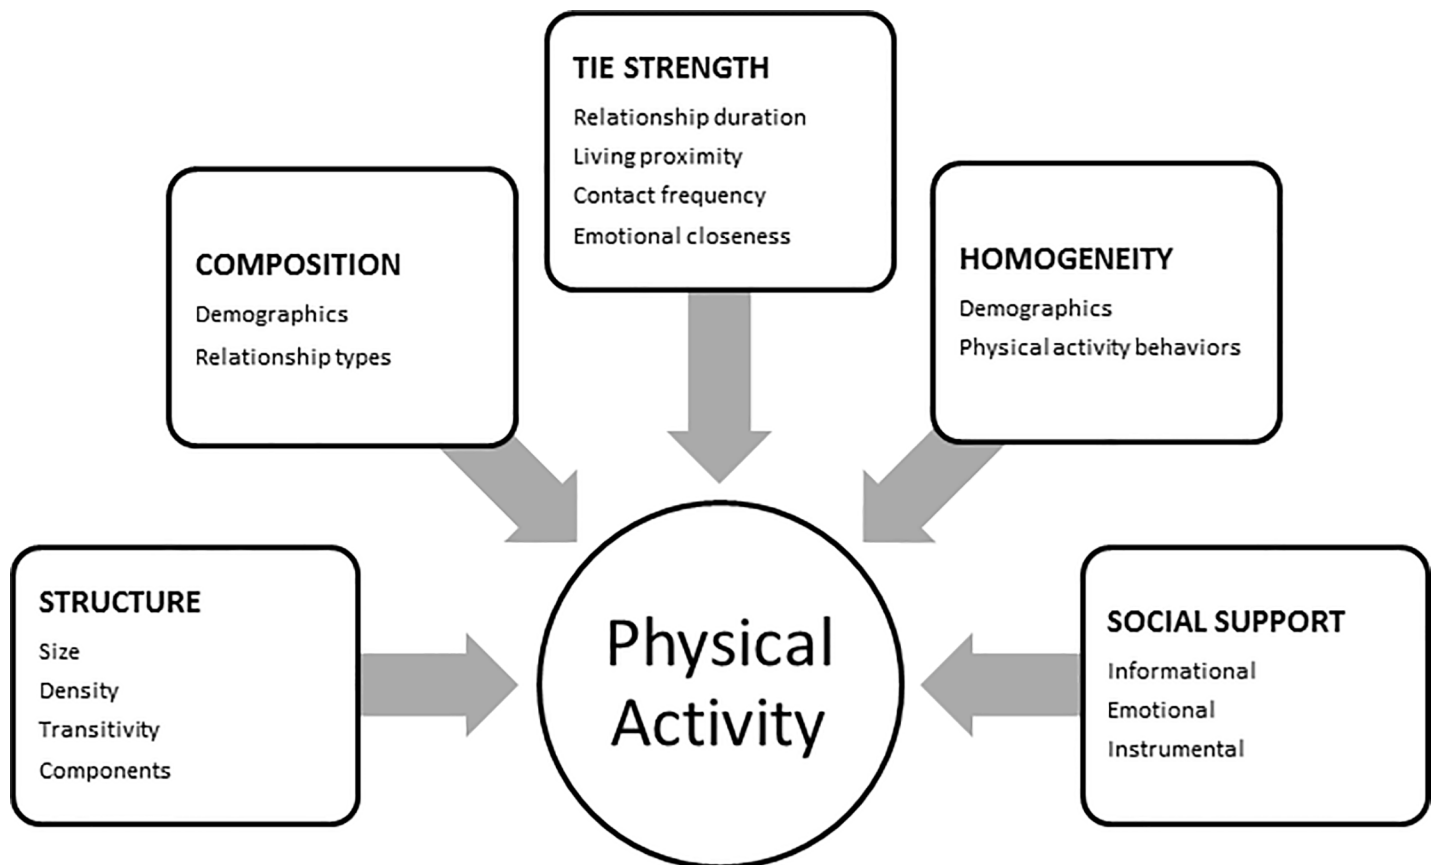 TIE STRENGTH
Relationship duration
Living proximity
Contact frequency
Emotional closeness
COMPOSITION
Demographics
Relationship types
HOMOGENEITY
Demographics
Physical activity behaviors
STRUCTURE
Size
Density
Transitivity
Components
Physical
Activity
SOCIAL SUPPORT
Informational
Emotional
Instrumental